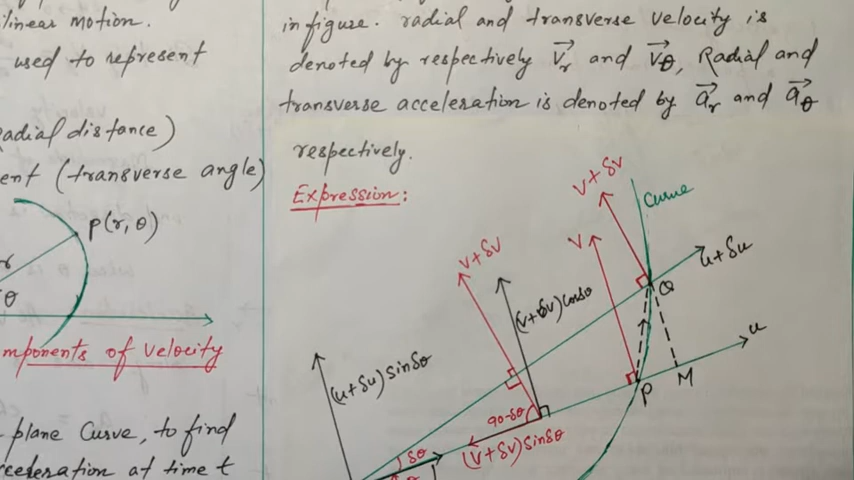 linear motion.
used to represent
adial distance)
ent (transverse angle)
P(r, θ)
r
θ
mponents of velocity
plane Curve, to find
cceleration at time t
in figure. radial and transverse velocity is
denoted by respectively V⃗r and V⃗θ, Radial and
transverse acceleration is denoted by a⃗r and a⃗θ
respectively.
Expression:
V+δV
Curve
V
V+δV
u+δu
Q
(V+δV)cosδθ
u
(u+δu)sinδθ
P
M
90-δθ
(V+δV)sinδθ
δθ